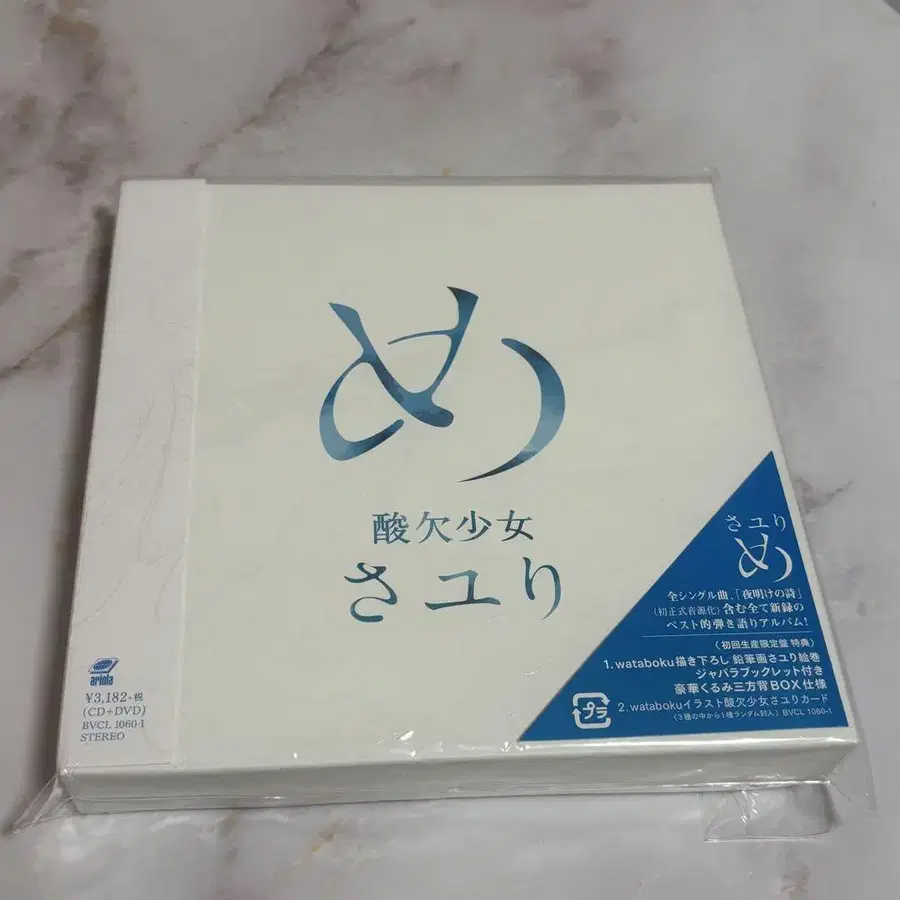 め
酸欠少女
さユり
さユり
め
全シングル曲、「夜明けの詩」
(初正式音源化) 含む全て新録の
ベスト的弾き語りアルバム!
〈初回生産限定盤 特典〉
1.wataboku描き下ろし 鉛筆画さユり絵巻
ジャバラブックレット付き
豪華くるみ三方背BOX仕様
2.watabokuイラスト酸欠少女さユりカード
(3種の中から1種ランダム封入) BVCL 1060-1
プラ
ariola
¥3,182+税
(CD+DVD)
BVCL 1060-1
STEREO